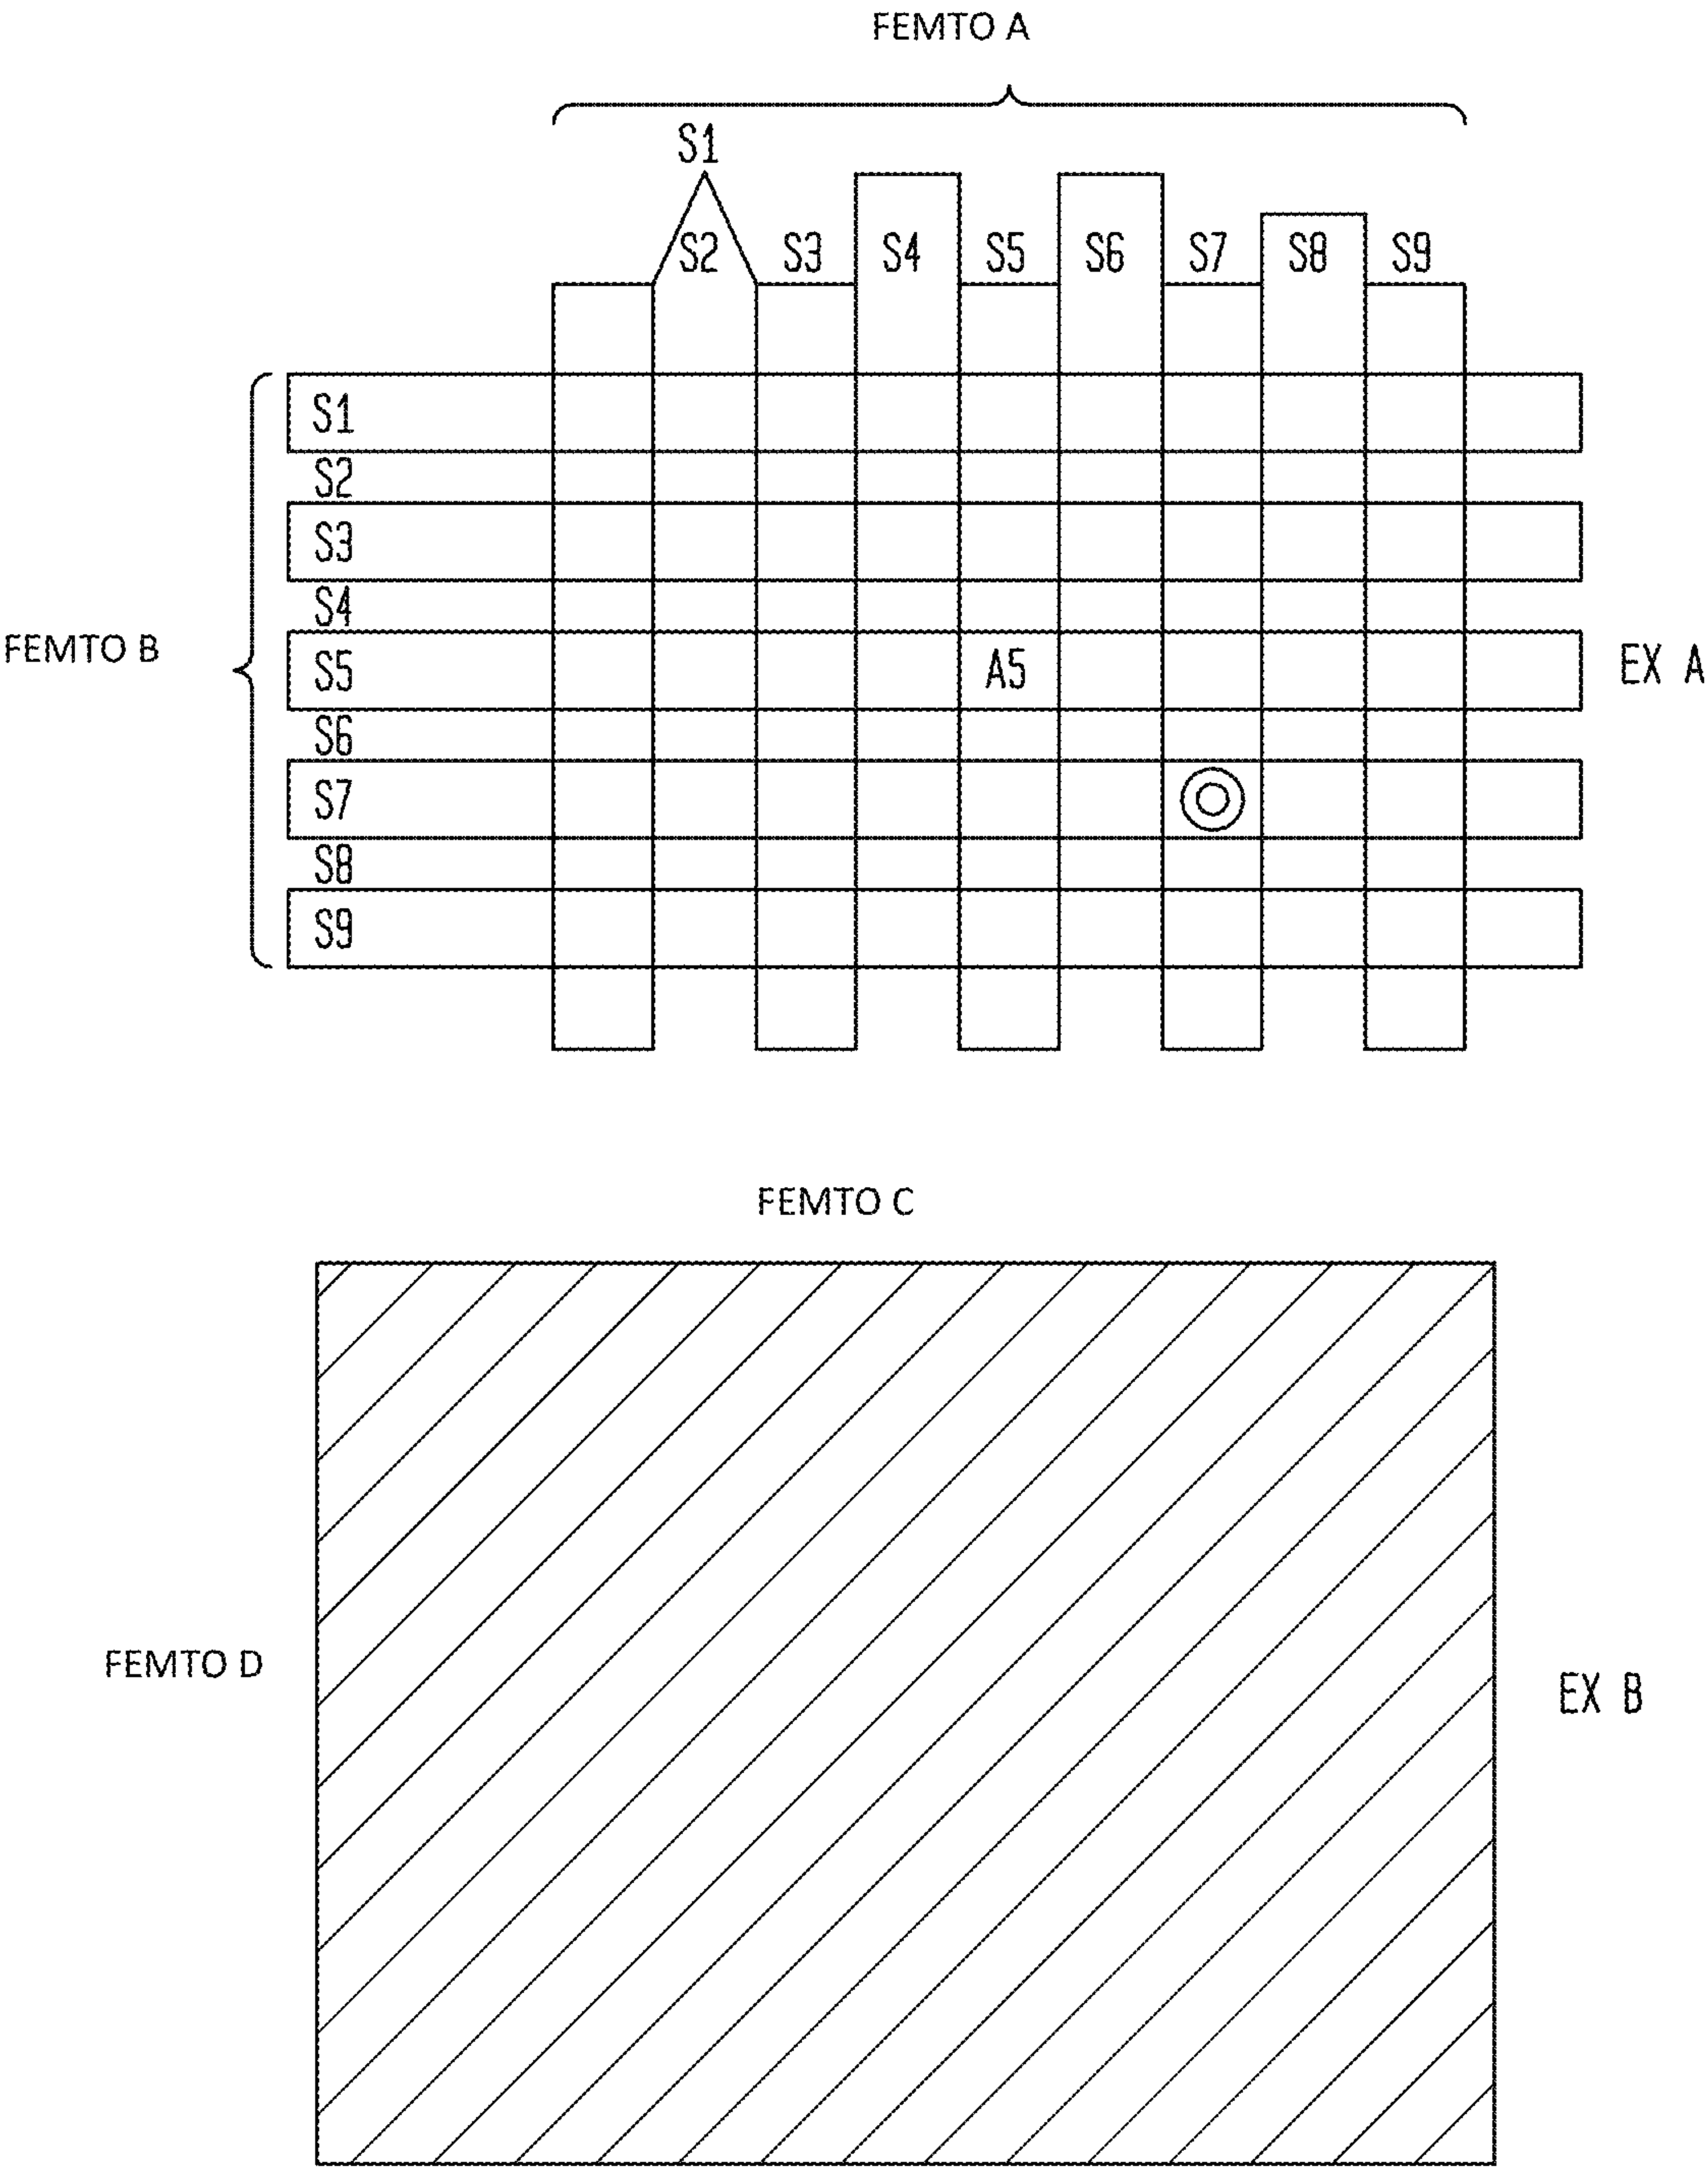 FEMTO A
S1
S2 S3 S4 S5 S6 S7 S8 S9
S1
S2
S3
S4
FEMTO B
S5 A5 EX A
S6
S7
S8
S9
FEMTO C
FEMTO D
EX B